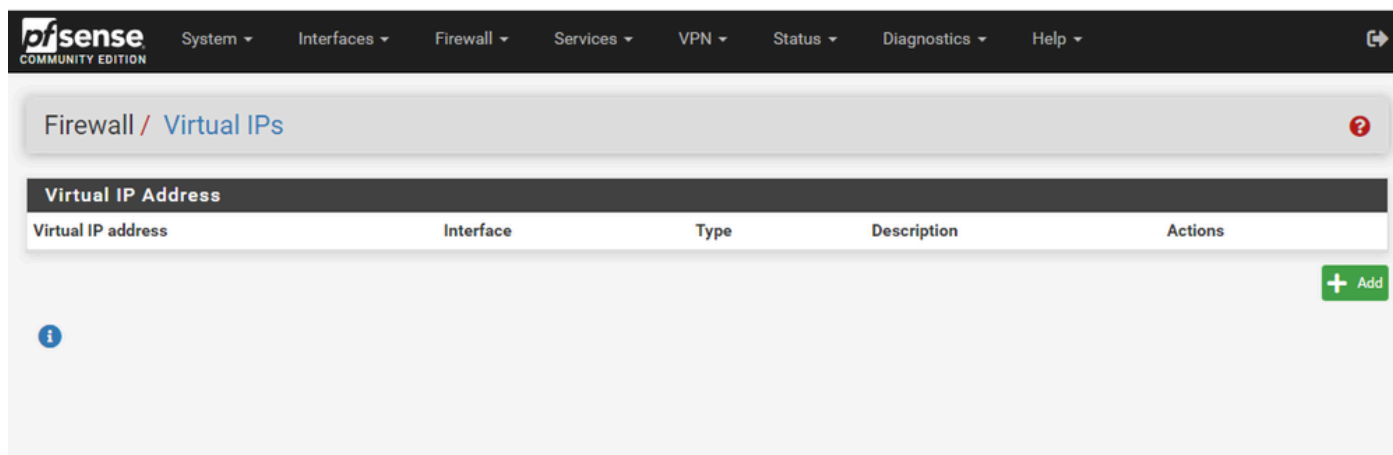 pfsense System Interfaces Firewall Services VPN Status Diagnostics Help
COMMUNITY EDITION
Firewall / Virtual IPs
Virtual IP Address
Virtual IP address Interface Type Description Actions
+ Add